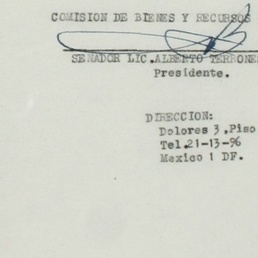 COMISION DE BIENES Y RECURSOS
SENADOR LIC.ALBERTO TERRONES
Presidente.
DIRECCION:
Dolores 3,Piso
Tel.21-13-96
Mexico 1 DF.